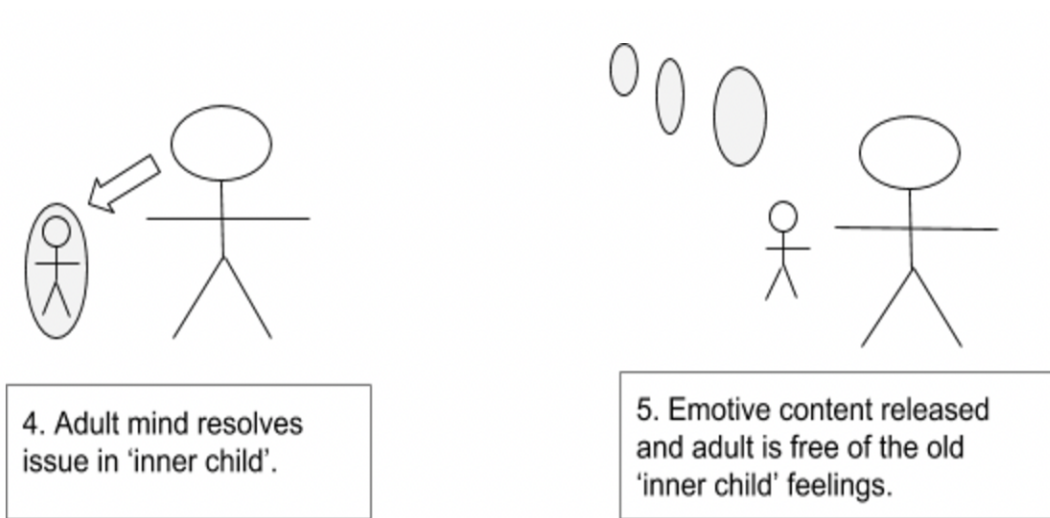 4. Adult mind resolves
issue in ‘inner child’.
5. Emotive content released
and adult is free of the old
‘inner child’ feelings.